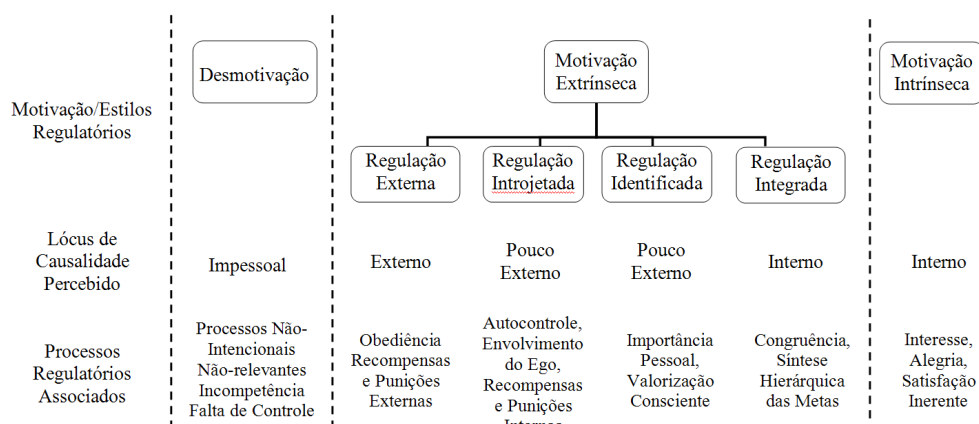 Desmotivação
Motivação
Extrínseca
Motivação
Intrínseca
Motivação/Estilos
Regulatórios
Regulação
Externa
Regulação
Introjetada
Regulação
Identificada
Regulação
Integrada
Lócus de
Causalidade
Percebido
Impessoal
Externo
Pouco
Externo
Pouco
Externo
Interno
Interno
Processos
Regulatórios
Associados
Processos Não-
Intencionais
Não-relevantes
Incompetência
Falta de Controle
Obediência
Recompensas
e Punições
Externas
Autocontrole,
Envolvimento
do Ego,
Recompensas
e Punições
Importância
Pessoal,
Valorização
Consciente
Congruência,
Síntese
Hierárquica
das Metas
Interesse,
Alegria,
Satisfação
Inerente